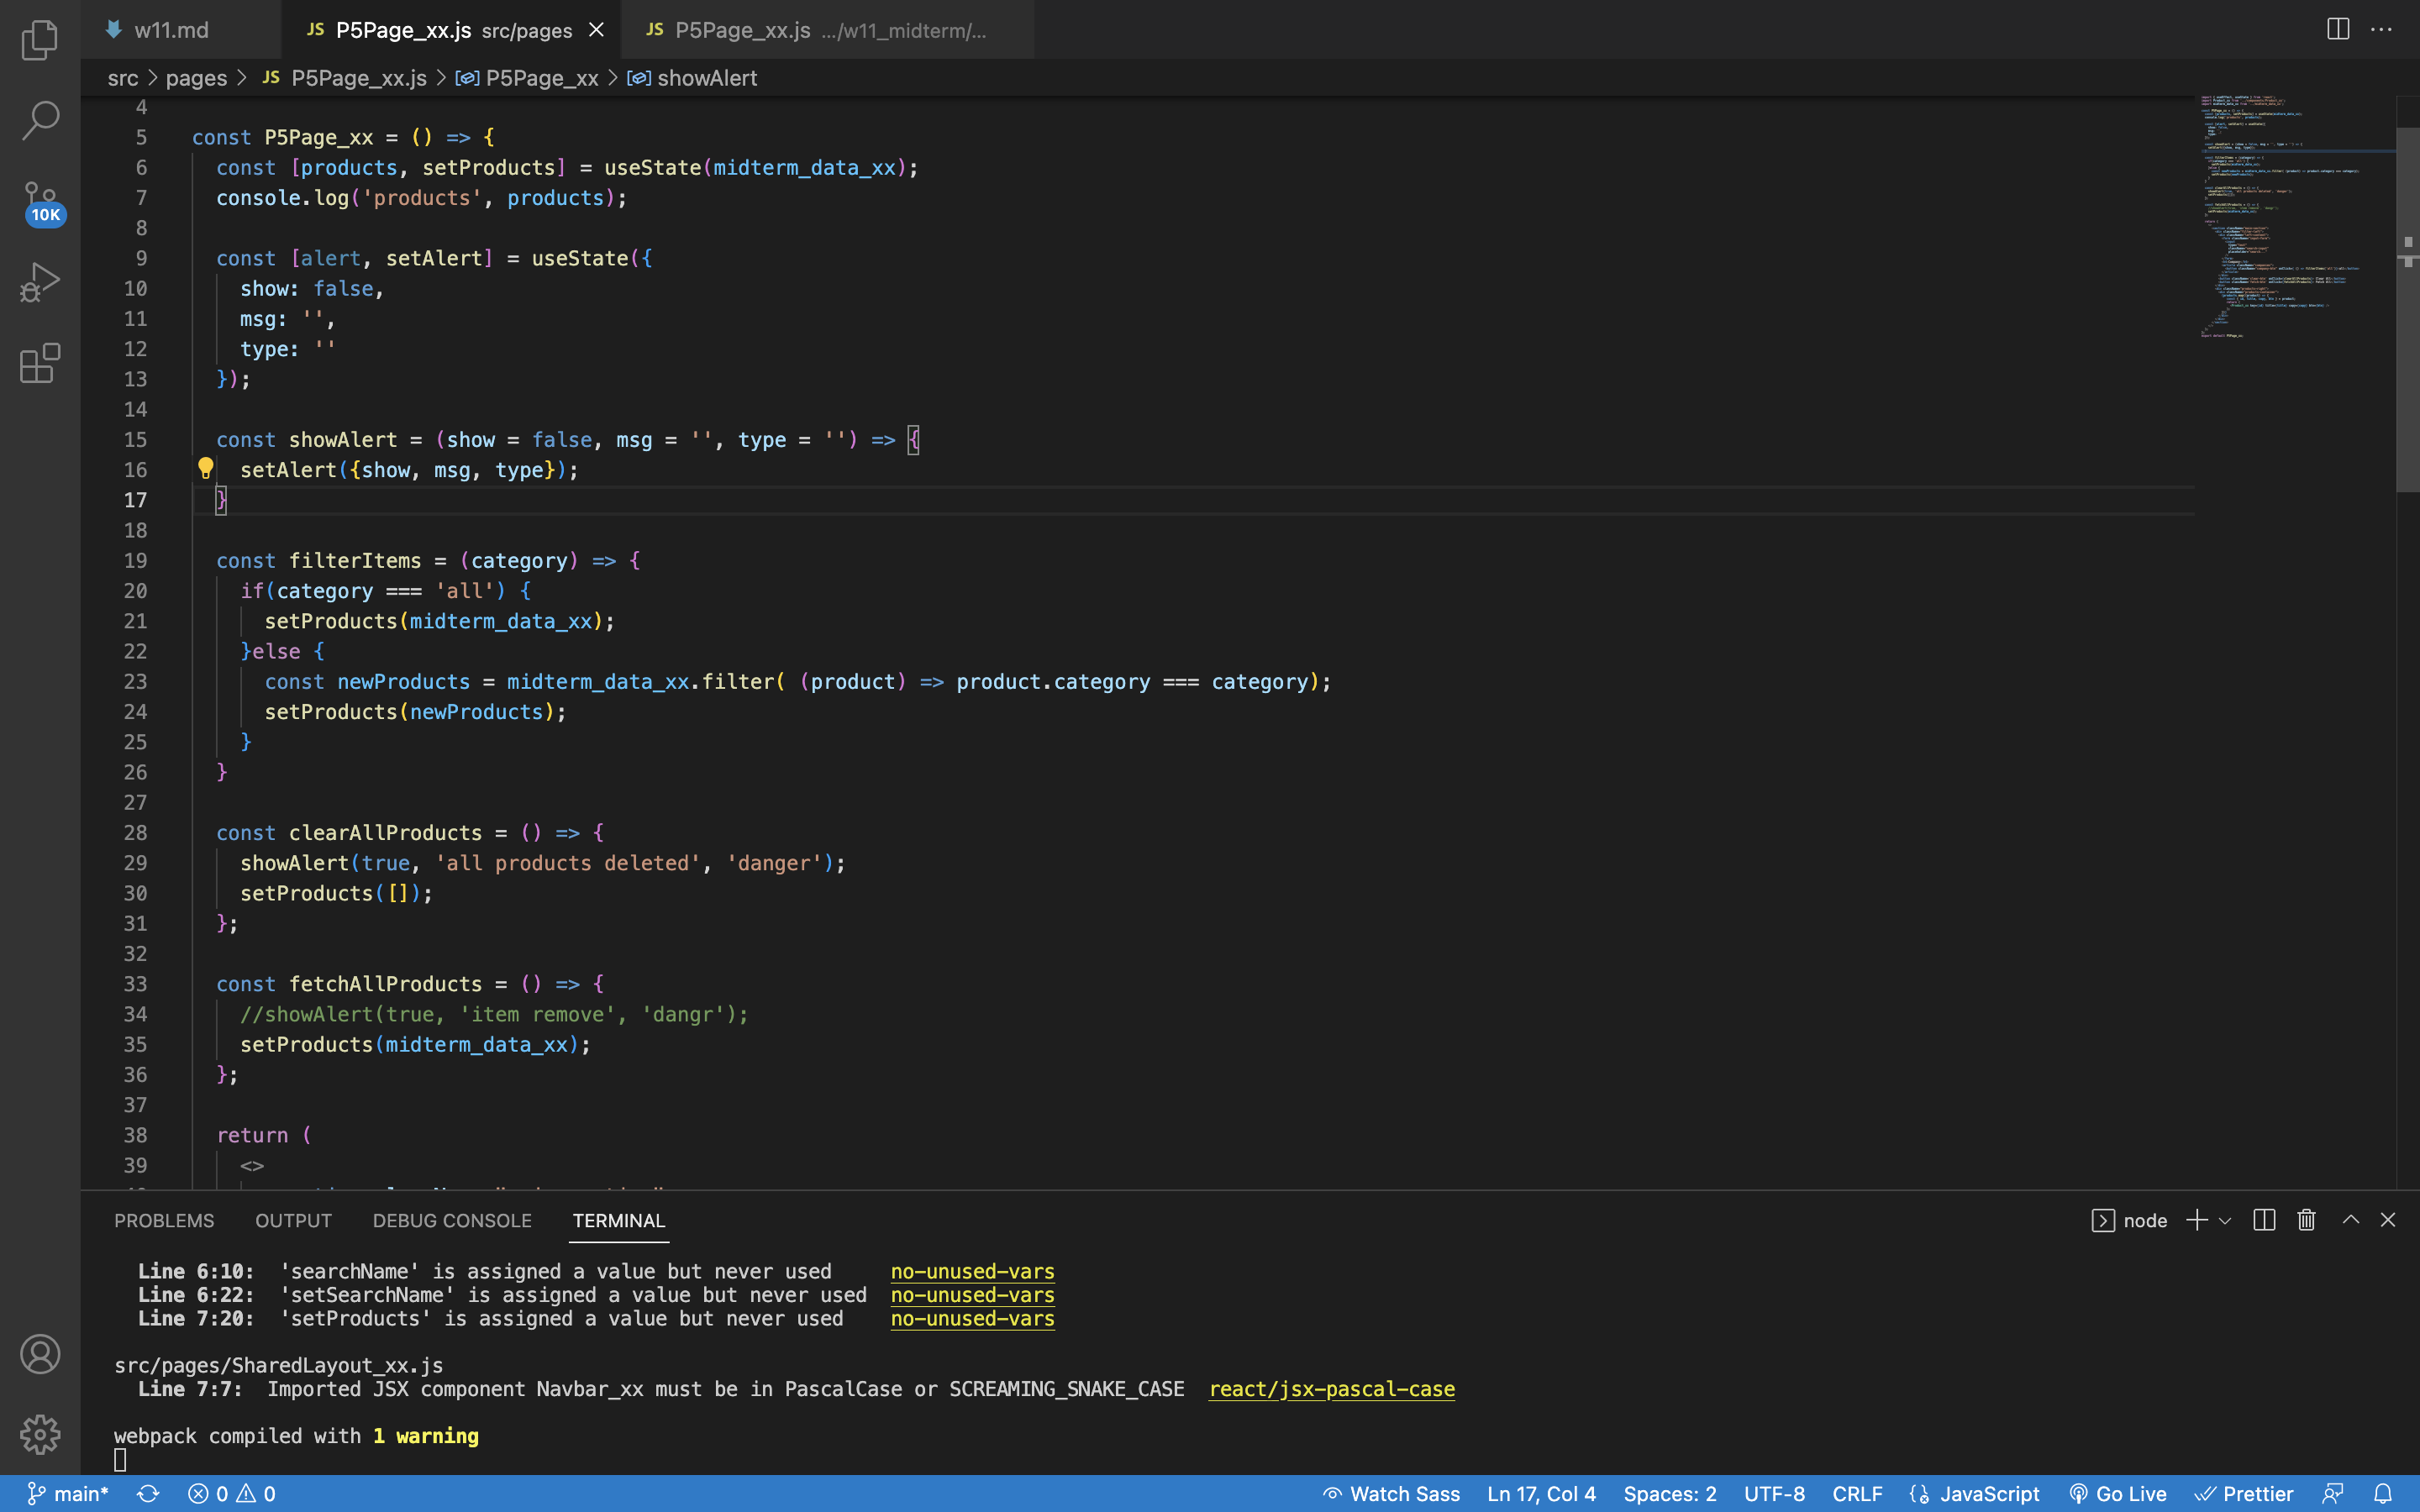 w11.md
JS P5Page_xx.js src/pages
JS P5Page_xx.js .../w11_midterm/...
src > pages > JS P5Page_xx.js > P5Page_xx > showAlert
10K
4
5 const P5Page_xx = () => {
6 const [products, setProducts] = useState(midterm_data_xx);
7 console.log('products', products);
8
9 const [alert, setAlert] = useState({
10 show: false,
11 msg: '',
12 type: ''
13 });
14
15 const showAlert = (show = false, msg = '', type = '') => {
16 setAlert({show, msg, type});
17 }
18
19 const filterItems = (category) => {
20 if(category === 'all') {
21 setProducts(midterm_data_xx);
22 }else {
23 const newProducts = midterm_data_xx.filter( (product) => product.category === category);
24 setProducts(newProducts);
25 }
26 }
27
28 const clearAllProducts = () => {
29 showAlert(true, 'all products deleted', 'danger');
30 setProducts([]);
31 };
32
33 const fetchAllProducts = () => {
34 //showAlert(true, 'item remove', 'dangr');
35 setProducts(midterm_data_xx);
36 };
37
38 return (
39 <>
PROBLEMS OUTPUT DEBUG CONSOLE TERMINAL
node
Line 6:10: 'searchName' is assigned a value but never used no-unused-vars
Line 6:22: 'setSearchName' is assigned a value but never used no-unused-vars
Line 7:20: 'setProducts' is assigned a value but never used no-unused-vars
src/pages/SharedLayout_xx.js
Line 7:7: Imported JSX component Navbar_xx must be in PascalCase or SCREAMING_SNAKE_CASE react/jsx-pascal-case
webpack compiled with 1 warning
main* 0 0 Watch Sass Ln 17, Col 4 Spaces: 2 UTF-8 CRLF JavaScript Go Live Prettier